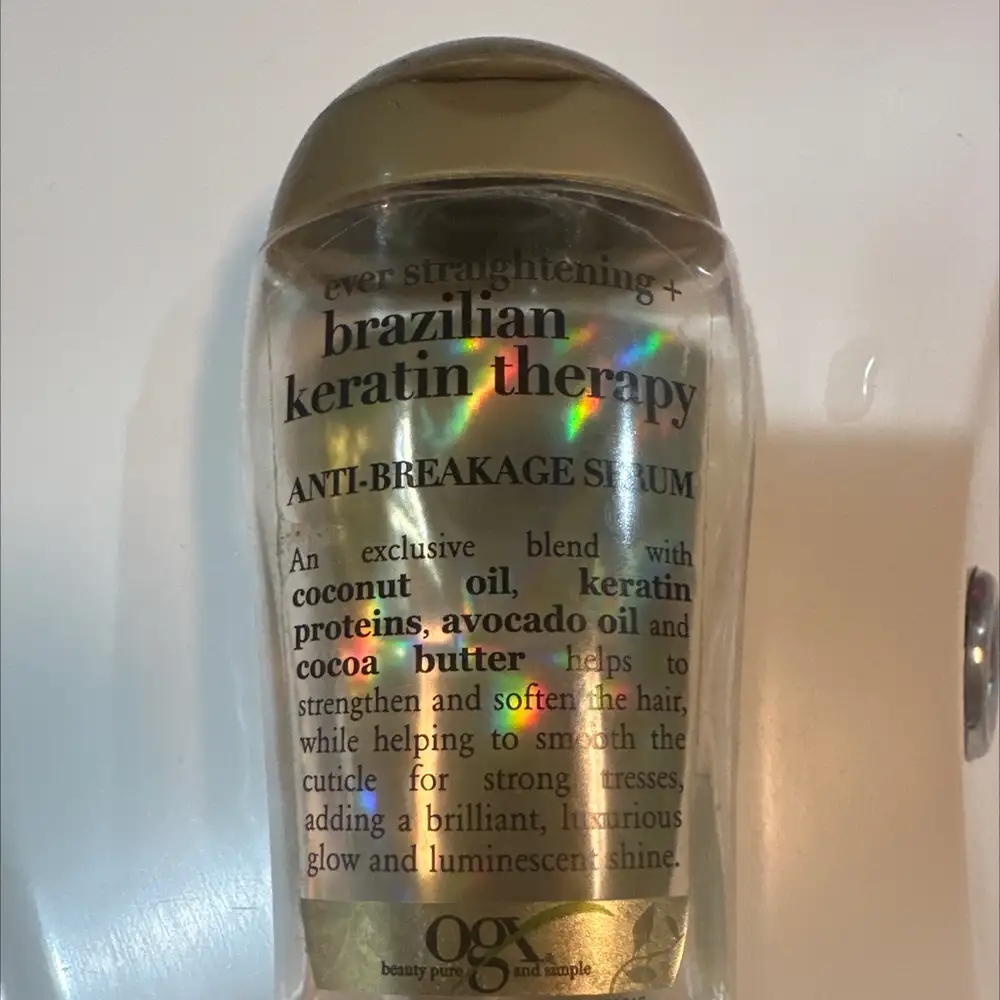 ever straightening +
brazilian
keratin therapy
ANTI-BREAKAGE SERUM
An exclusive blend with
coconut oil, keratin
proteins, avocado oil and
cocoa butter helps to
strengthen and soften the hair,
while helping to smooth the
cuticle for strong tresses,
adding a brilliant, luxurious
glow and luminescent shine.
ogx
beauty pure and simple